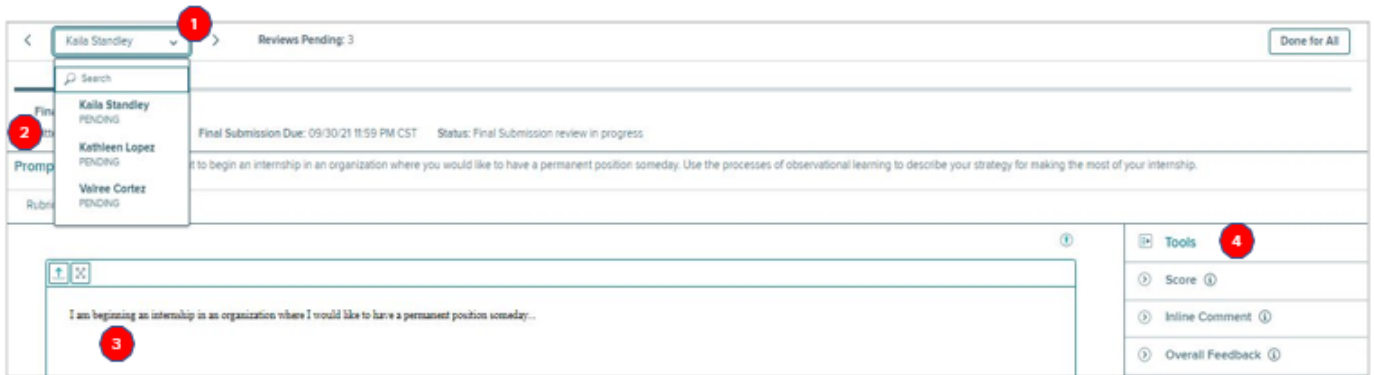 1
Kaila Standley
Reviews Pending: 3
Done for All
Search
Kaila Standley
PENDING
Kathleen Lopez
PENDING
Valree Cortez
PENDING
2
Final Submission Due: 09/30/21 11:59 PM CST Status: Final Submission review in progress
Promp t to begin an internship in an organization where you would like to have a permanent position someday. Use the processes of observational learning to describe your strategy for making the most of your internship.
Rubri
I am beginning an internship in an organization where I would like to have a permanent position someday...
3
Tools 4
Score
Inline Comment
Overall Feedback